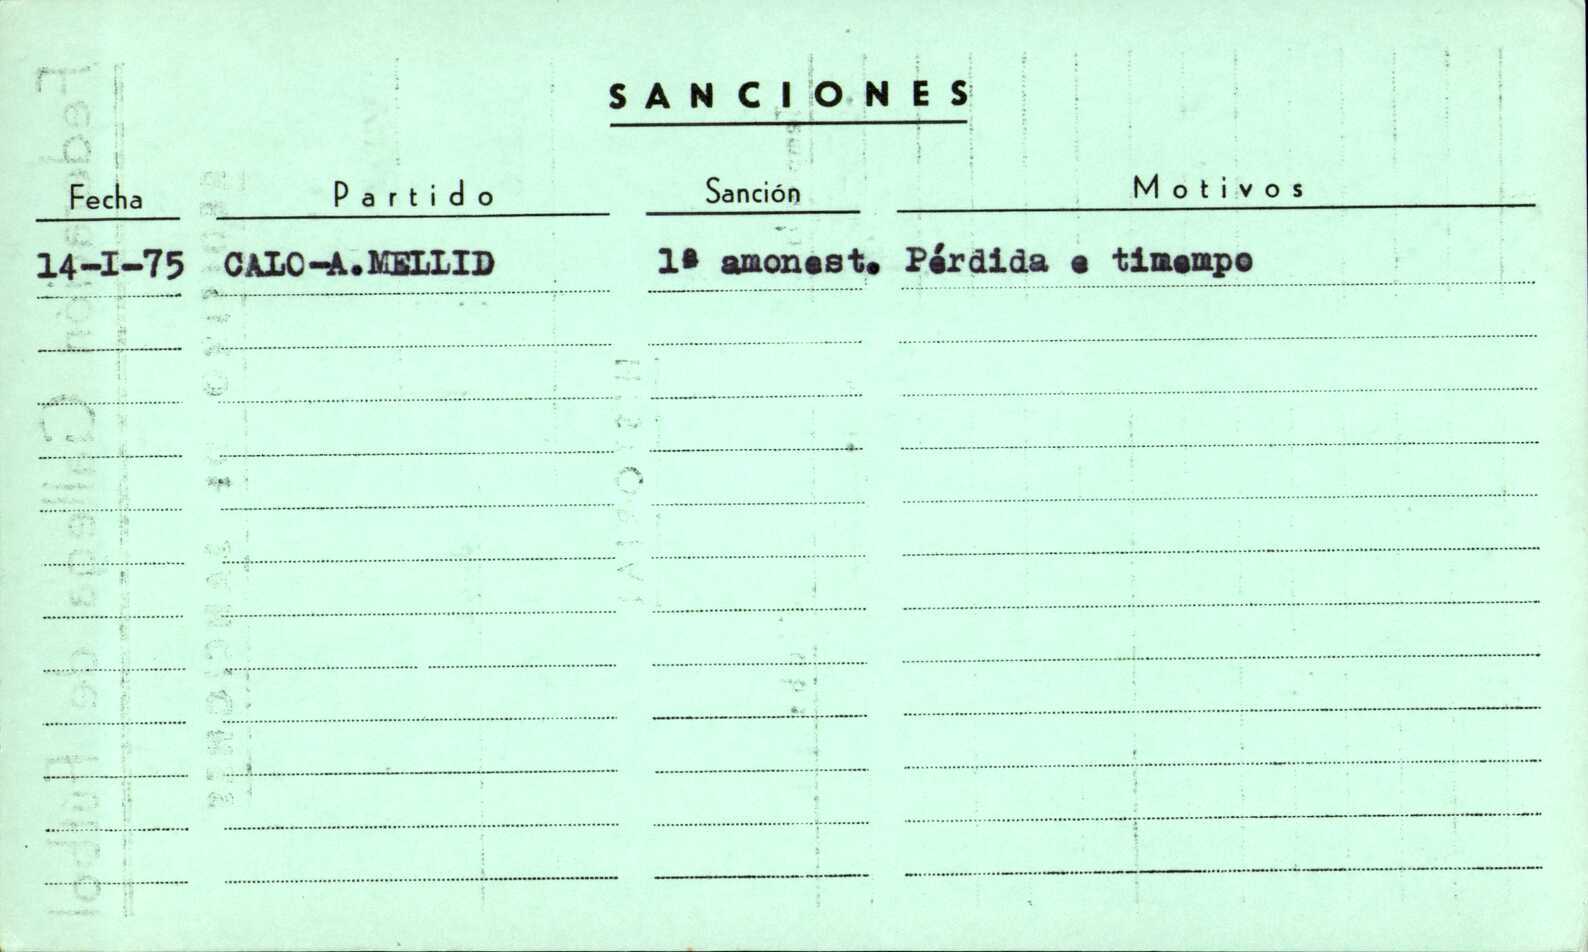 SANCIONES
Fecha Partido Sanción Motivos
14-I-75 CALO-A.MELLID 1ª amonest. Pérdida e timempo